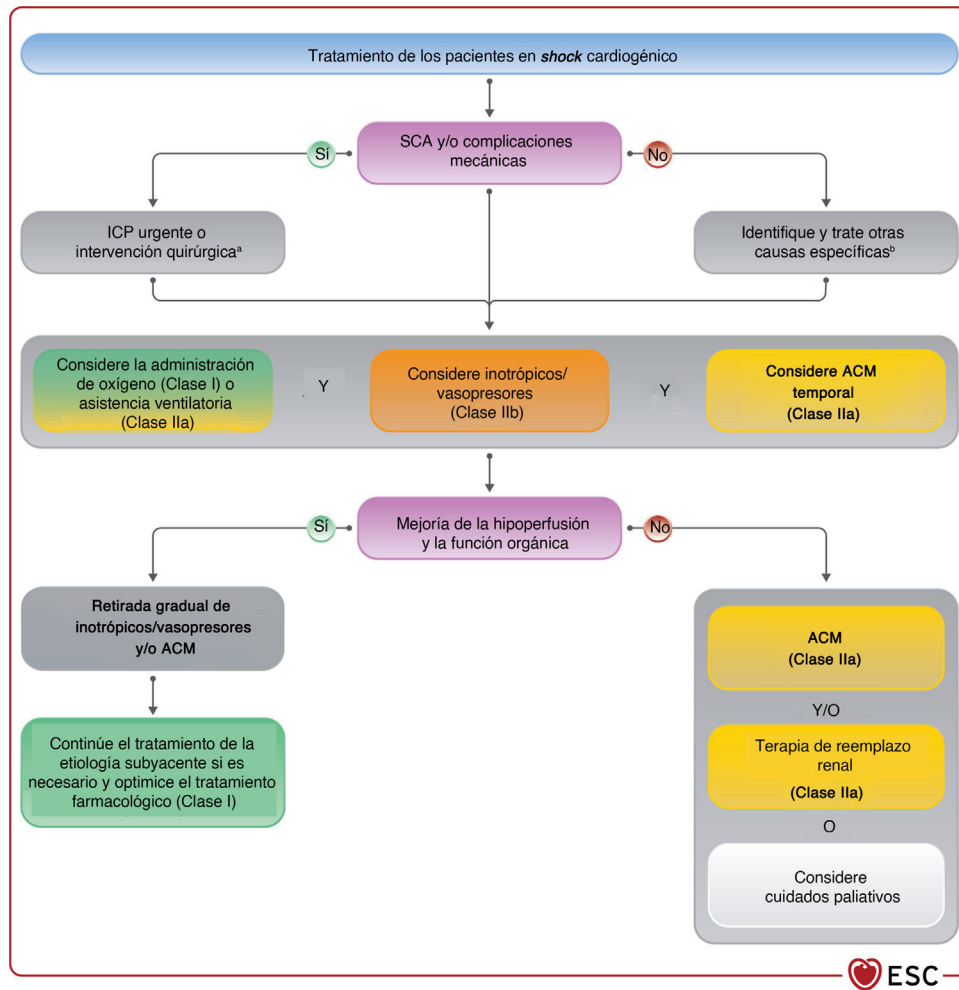 Tratamiento de los pacientes en shock cardiogénico
SCA y/o complicaciones
mecánicas
Sí
No
ICP urgente o
intervención quirúrgicaᵃ
Identifique y trate otras
causas específicasᵇ
Considere la administración
de oxígeno (Clase I) o
asistencia ventilatoria
(Clase IIa)
Y
Considere inotrópicos/
vasopresores
(Clase IIb)
Y
Considere ACM
temporal
(Clase IIa)
Mejoría de la hipoperfusión
y la función orgánica
Sí
No
Retirada gradual de
inotrópicos/vasopresores
y/o ACM
Continúe el tratamiento de la
etiología subyacente si es
necesario y optimice el tratamiento
farmacológico (Clase I)
ACM
(Clase IIa)
Y/O
Terapia de reemplazo
renal
(Clase IIa)
O
Considere
cuidados paliativos
ESC